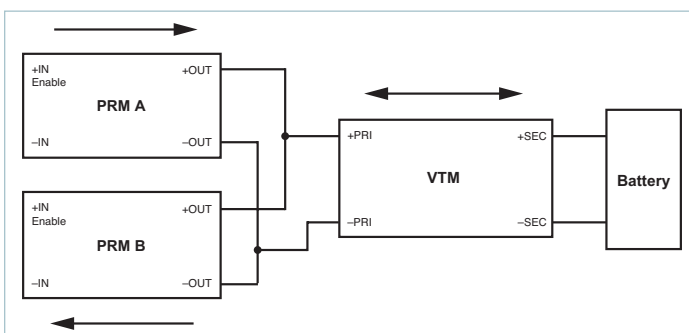 +IN
Enable
PRM A
–IN
+OUT
–OUT
+IN
Enable
PRM B
–IN
+OUT
–OUT
+PRI
–PRI
VTM
+SEC
–SEC
Battery